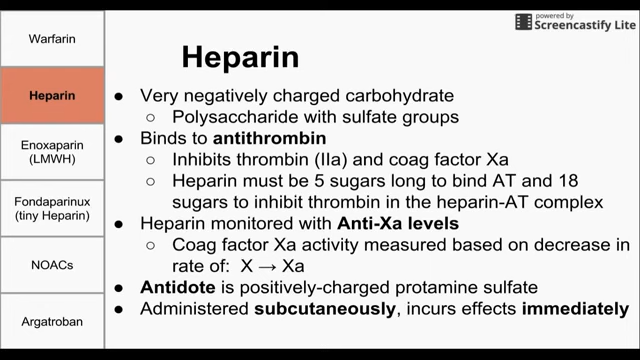 powered by
Screencastify Lite
Warfarin
Heparin
Enoxaparin
(LMWH)
Fondaparinux
(tiny Heparin)
NOACs
Argatroban
Heparin
● Very negatively charged carbohydrate
○ Polysaccharide with sulfate groups
● Binds to antithrombin
○ Inhibits thrombin (IIa) and coag factor Xa
○ Heparin must be 5 sugars long to bind AT and 18
sugars to inhibit thrombin in the heparin-AT complex
● Heparin monitored with Anti-Xa levels
○ Coag factor Xa activity measured based on decrease in
rate of: X → Xa
● Antidote is positively-charged protamine sulfate
● Administered subcutaneously, incurs effects immediately